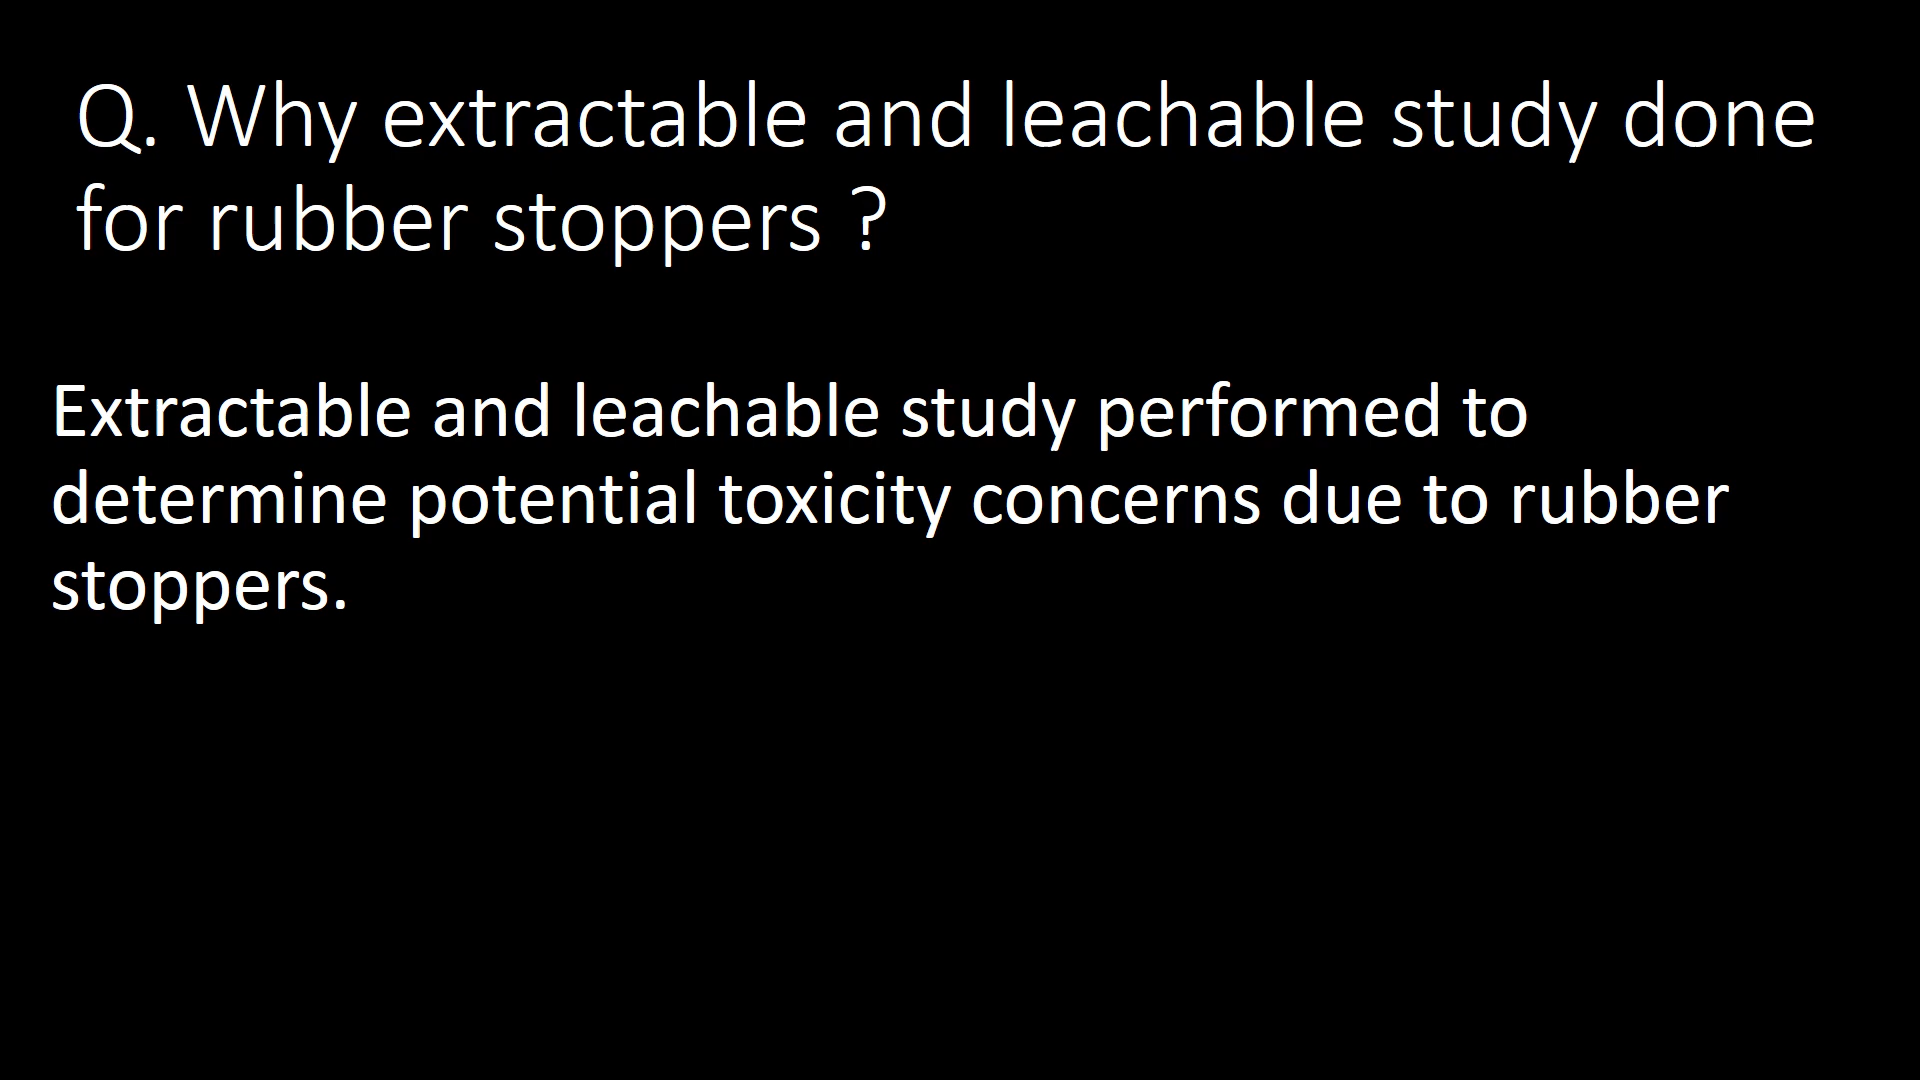 Q. Why extractable and leachable study done
for rubber stoppers ?
Extractable and leachable study performed to
determine potential toxicity concerns due to rubber
stoppers.